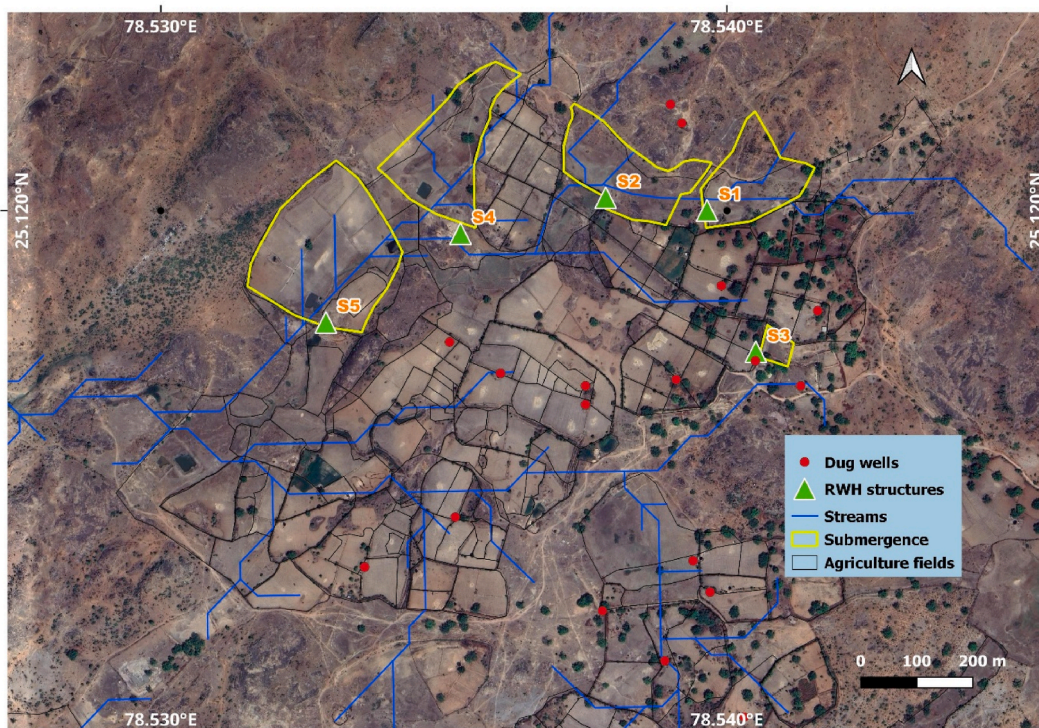 78.530°E
78.540°E
25.120°N
25.120°N
S2
S1
S4
S5
S3
Dug wells
RWH structures
Streams
Submergence
Agriculture fields
0 100 200 m
78.530°E
78.540°E